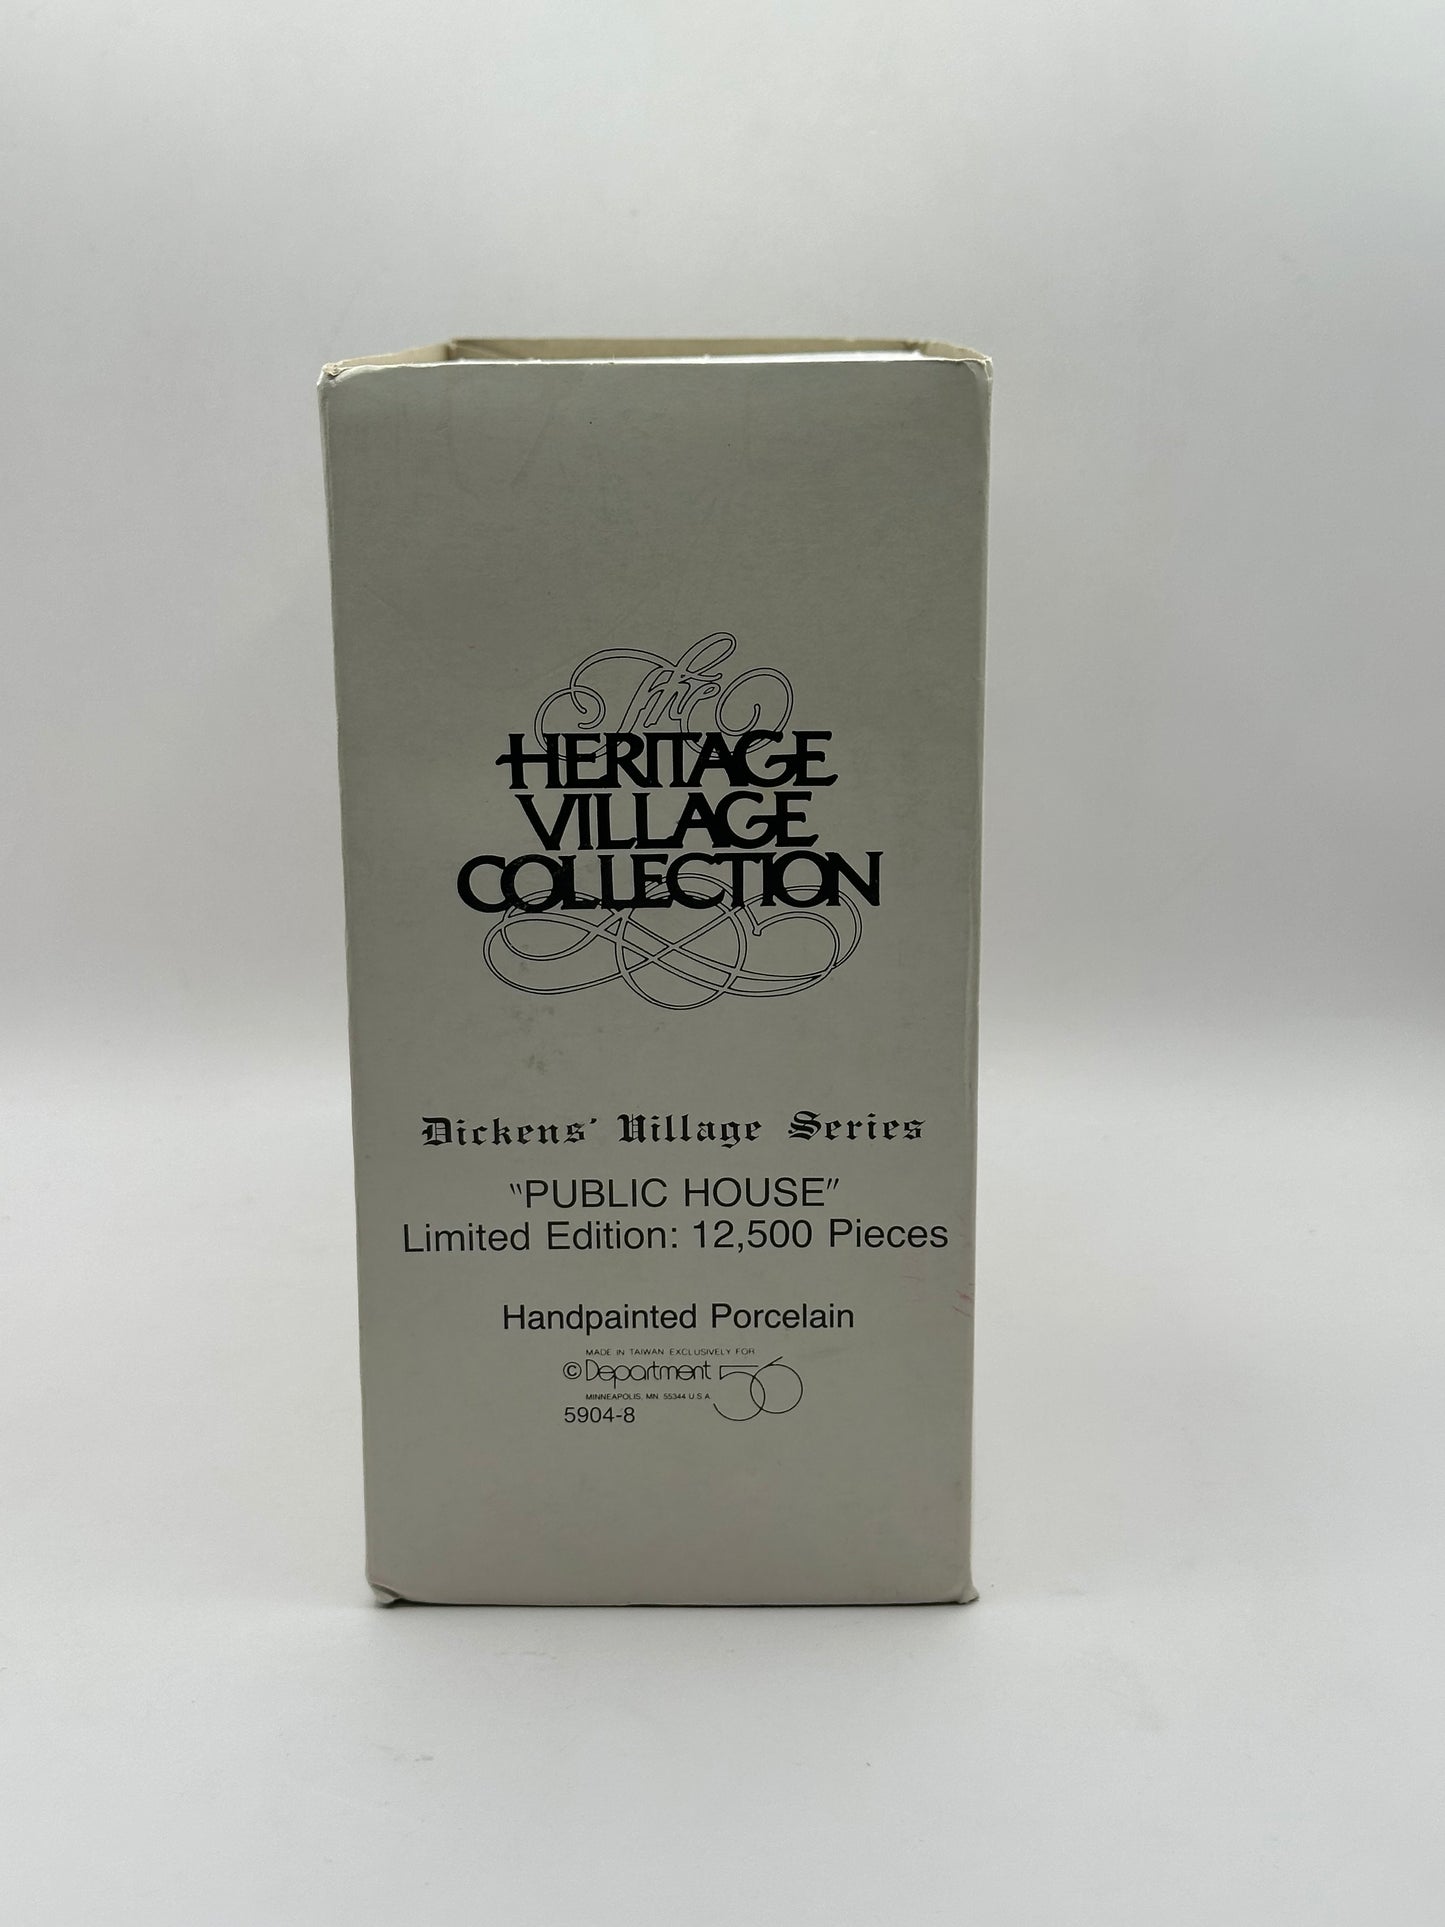 The
HERITAGE
VILLAGE
COLLECTION
Dickens' Village Series
"PUBLIC HOUSE"
Limited Edition: 12,500 Pieces
Handpainted Porcelain
MADE IN TAIWAN EXCLUSIVELY FOR
© Department 56
MINNEAPOLIS, MN 55344 U.S.A.
5904-8